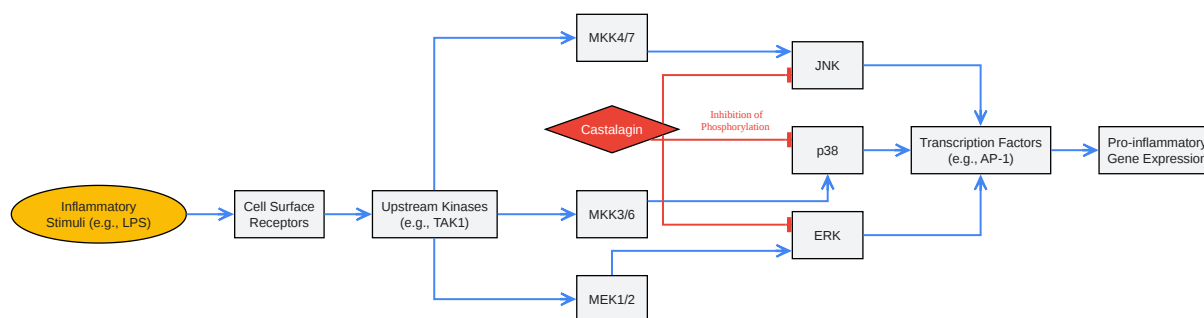 Inflammatory
Stimuli (e.g., LPS)
Cell Surface
Receptors
Upstream Kinases
(e.g., TAK1)
MKK4/7
Castalagin
MKK3/6
MEK1/2
Inhibition of
Phosphorylation
JNK
p38
ERK
Transcription Factors
(e.g., AP-1)
Pro-inflammatory
Gene Expression